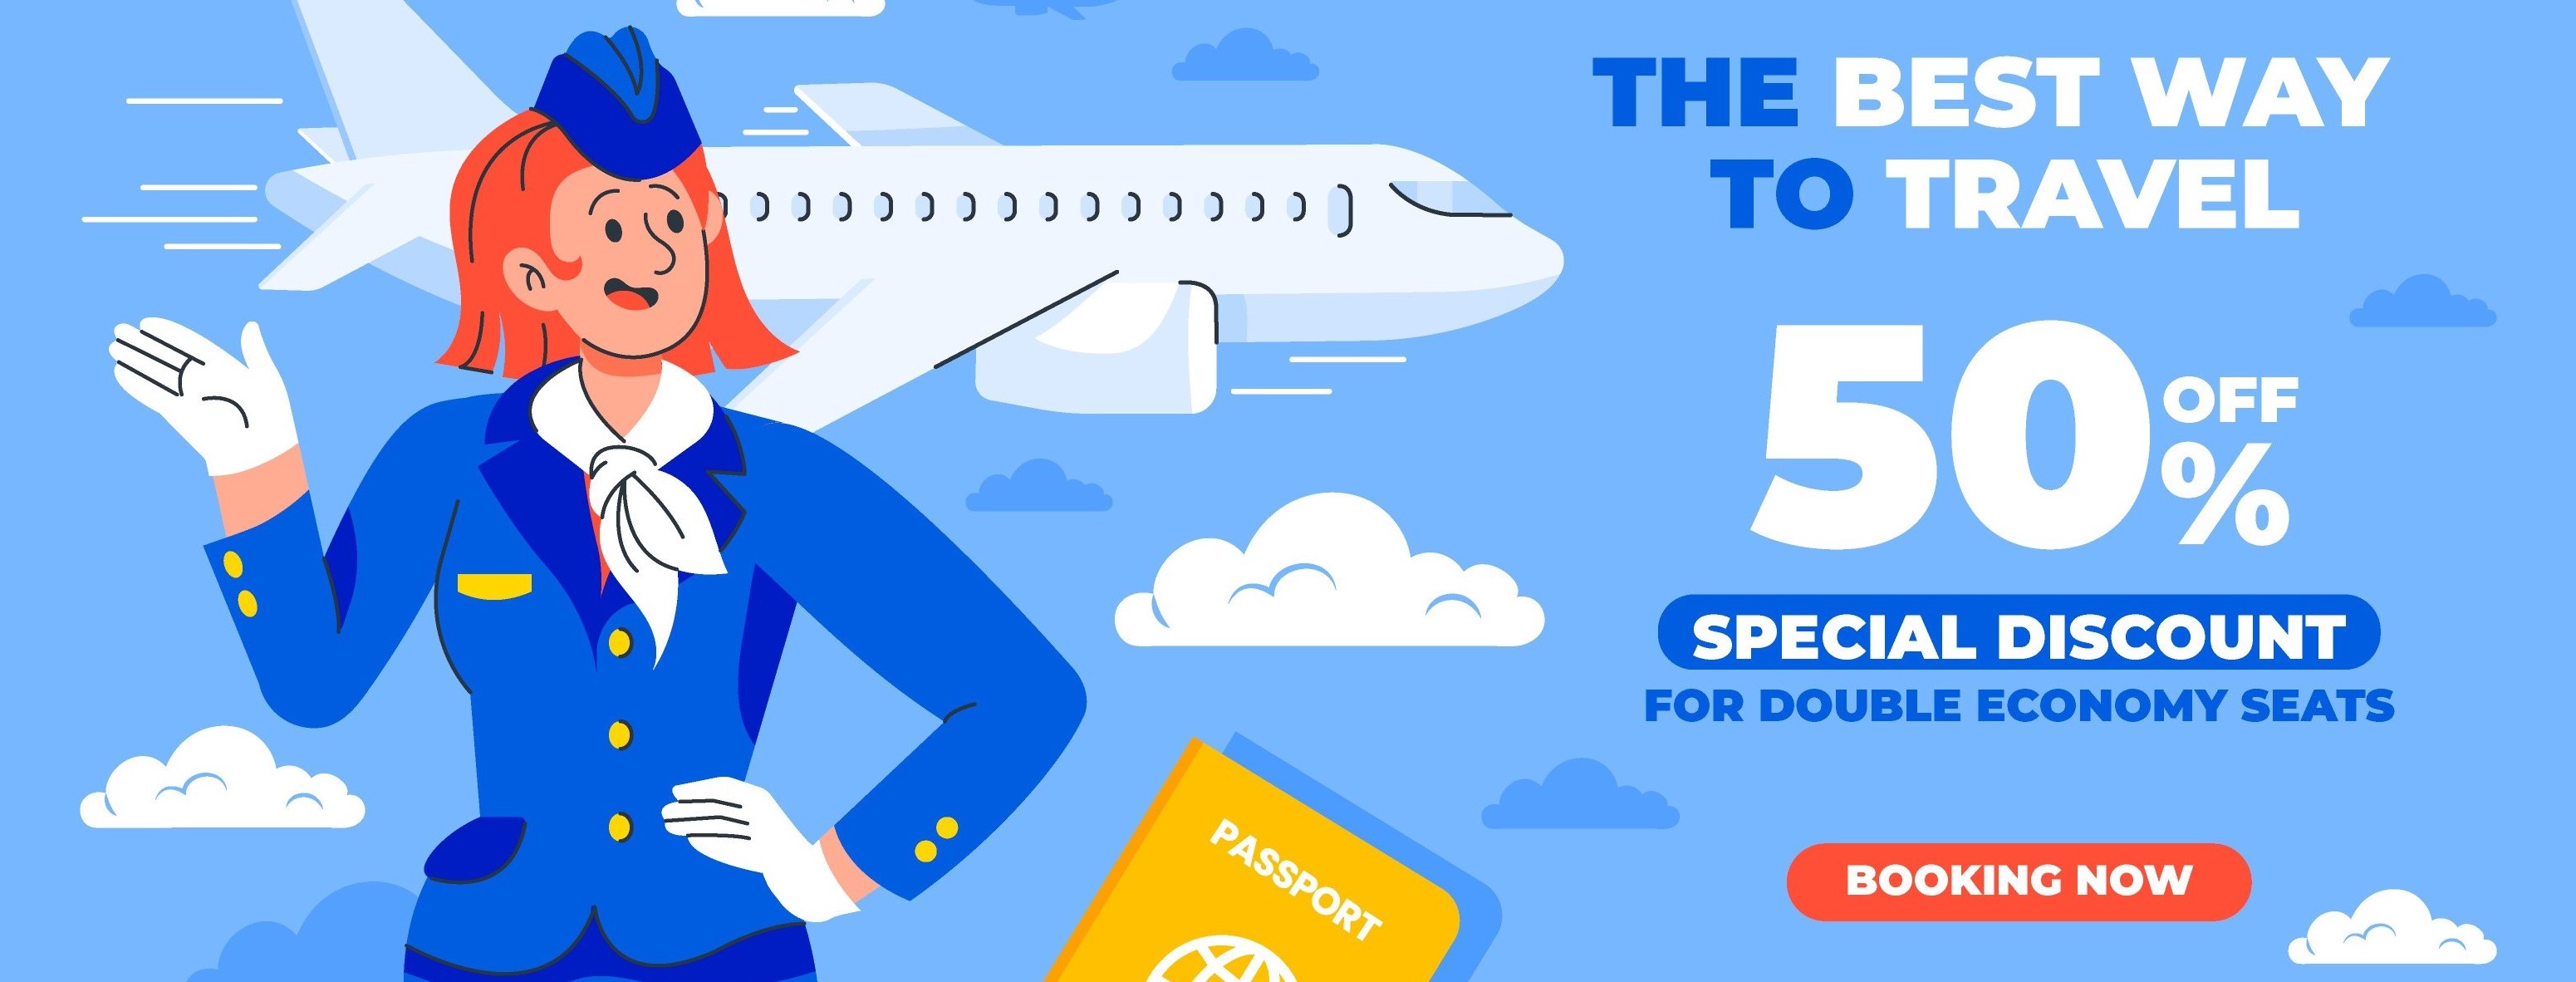 THE BEST WAY
TO TRAVEL
50
OFF
%
SPECIAL DISCOUNT
FOR DOUBLE ECONOMY SEATS
PASSPORT
BOOKING NOW